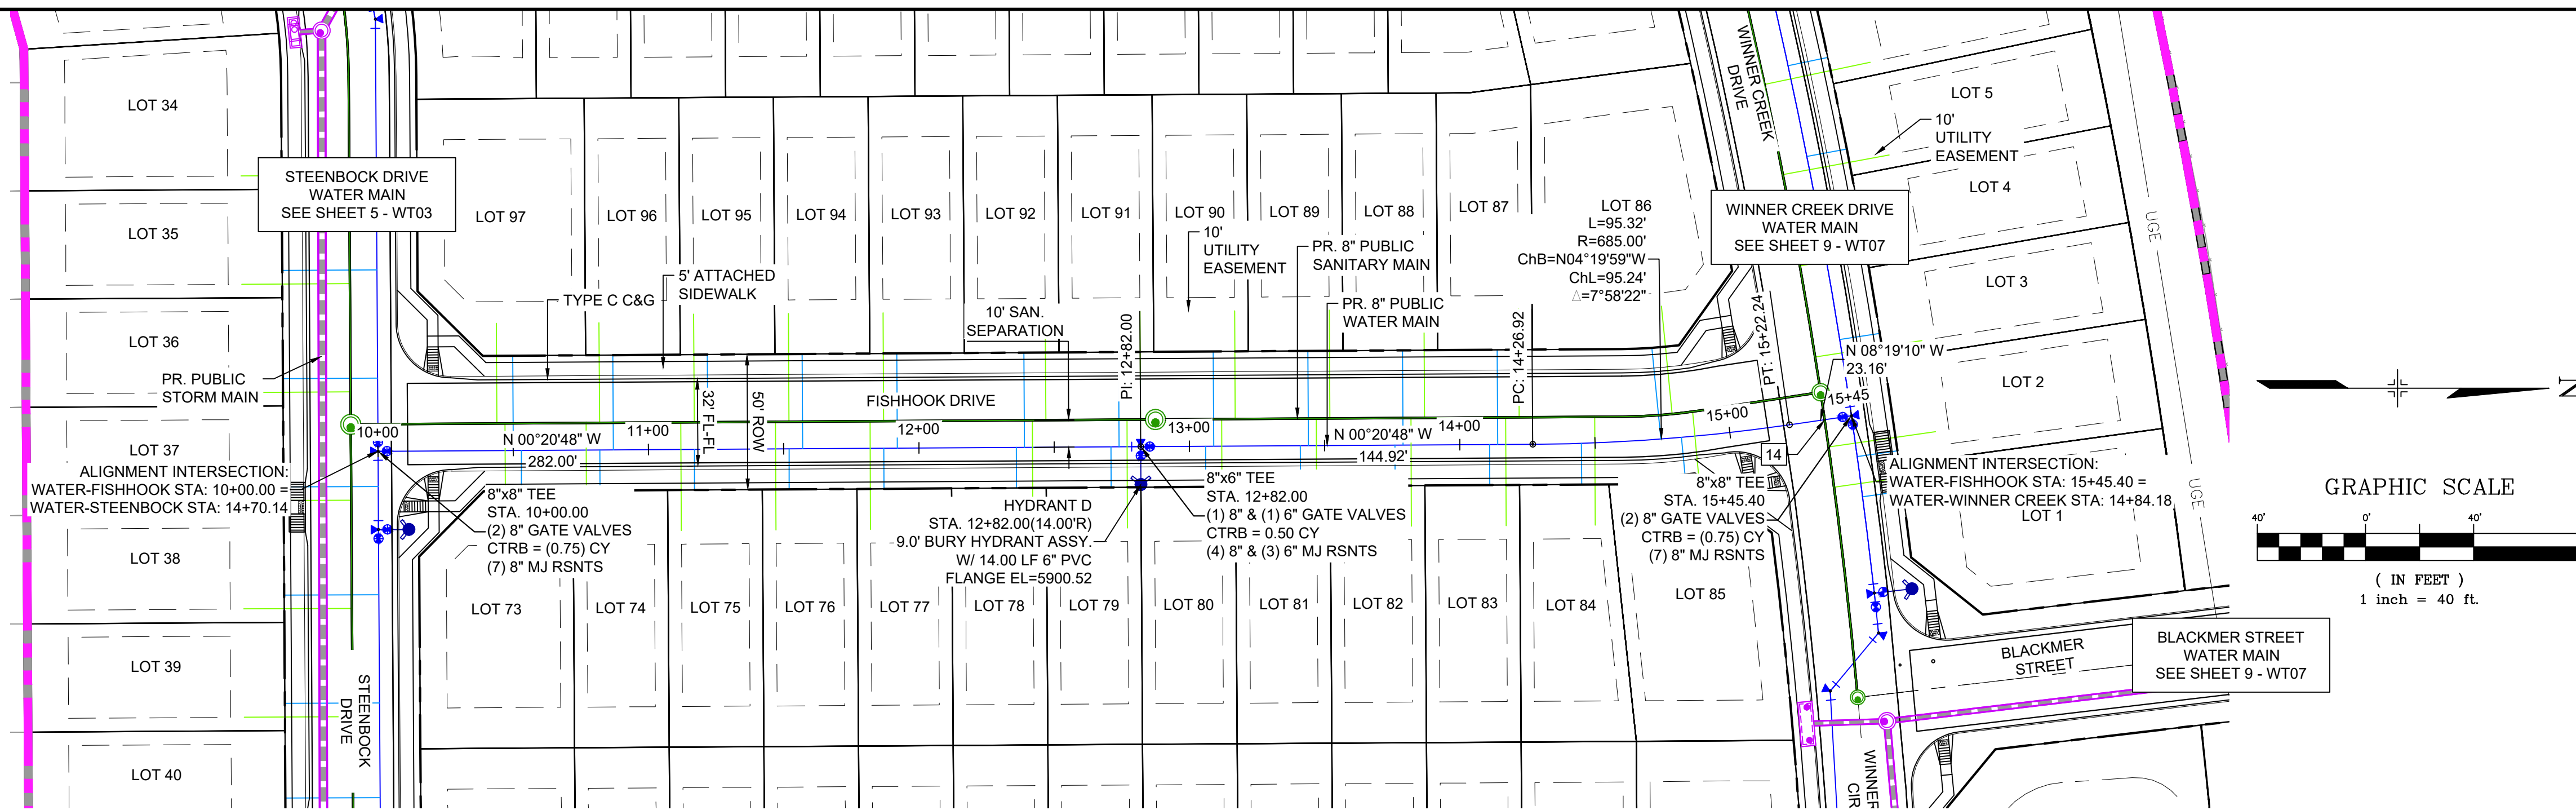 LOT 34
LOT 35
LOT 36
LOT 37
LOT 38
LOT 39
LOT 40
STEENBOCK DRIVE
WATER MAIN
SEE SHEET 5 - WT03
PR. PUBLIC
STORM MAIN
ALIGNMENT INTERSECTION:
WATER-FISHHOOK STA: 10+00.00 =
WATER-STEENBOCK STA: 14+70.14
STEENBOCK
DRIVE
LOT 97
LOT 96
LOT 95
LOT 94
LOT 93
LOT 92
LOT 91
LOT 90
LOT 89
LOT 88
LOT 87
LOT 86
TYPE C C&G
5' ATTACHED
SIDEWALK
10' SAN.
SEPARATION
10'
UTILITY
EASEMENT
PR. 8" PUBLIC
SANITARY MAIN
PR. 8" PUBLIC
WATER MAIN
L=95.32'
R=685.00'
ChB=N04°19'59"W
ChL=95.24'
△=7°58'22"
PI: 12+82.00
PC: 14+26.92
PT: 15+22.24
32' FL-FL
50' ROW
FISHHOOK DRIVE
10+00
11+00
12+00
13+00
14+00
15+00
15+45
N 00°20'48" W
282.00'
N 00°20'48" W
144.92'
N 08°19'10" W
23.16'
14
8"x8" TEE
STA. 10+00.00
(2) 8" GATE VALVES
CTRB = (0.75) CY
(7) 8" MJ RSNTS
HYDRANT D
STA. 12+82.00(14.00'R)
9.0' BURY HYDRANT ASSY.
W/ 14.00 LF 6" PVC
FLANGE EL=5900.52
8"x6" TEE
STA. 12+82.00
(1) 8" & (1) 6" GATE VALVES
CTRB = 0.50 CY
(4) 8" & (3) 6" MJ RSNTS
8"x8" TEE
STA. 15+45.40
(2) 8" GATE VALVES
CTRB = (0.75) CY
(7) 8" MJ RSNTS
LOT 73
LOT 74
LOT 75
LOT 76
LOT 77
LOT 78
LOT 79
LOT 80
LOT 81
LOT 82
LOT 83
LOT 84
LOT 85
WINNER CREEK
DRIVE
WINNER CREEK DRIVE
WATER MAIN
SEE SHEET 9 - WT07
10'
UTILITY
EASEMENT
LOT 5
LOT 4
LOT 3
LOT 2
ALIGNMENT INTERSECTION:
WATER-FISHHOOK STA: 15+45.40 =
WATER-WINNER CREEK STA: 14+84.18
LOT 1
UGE
UGE
BLACKMER
STREET
BLACKMER STREET
WATER MAIN
SEE SHEET 9 - WT07
WINNER
CIR
N
GRAPHIC SCALE
40'
0'
40'
( IN FEET )
1 inch = 40 ft.